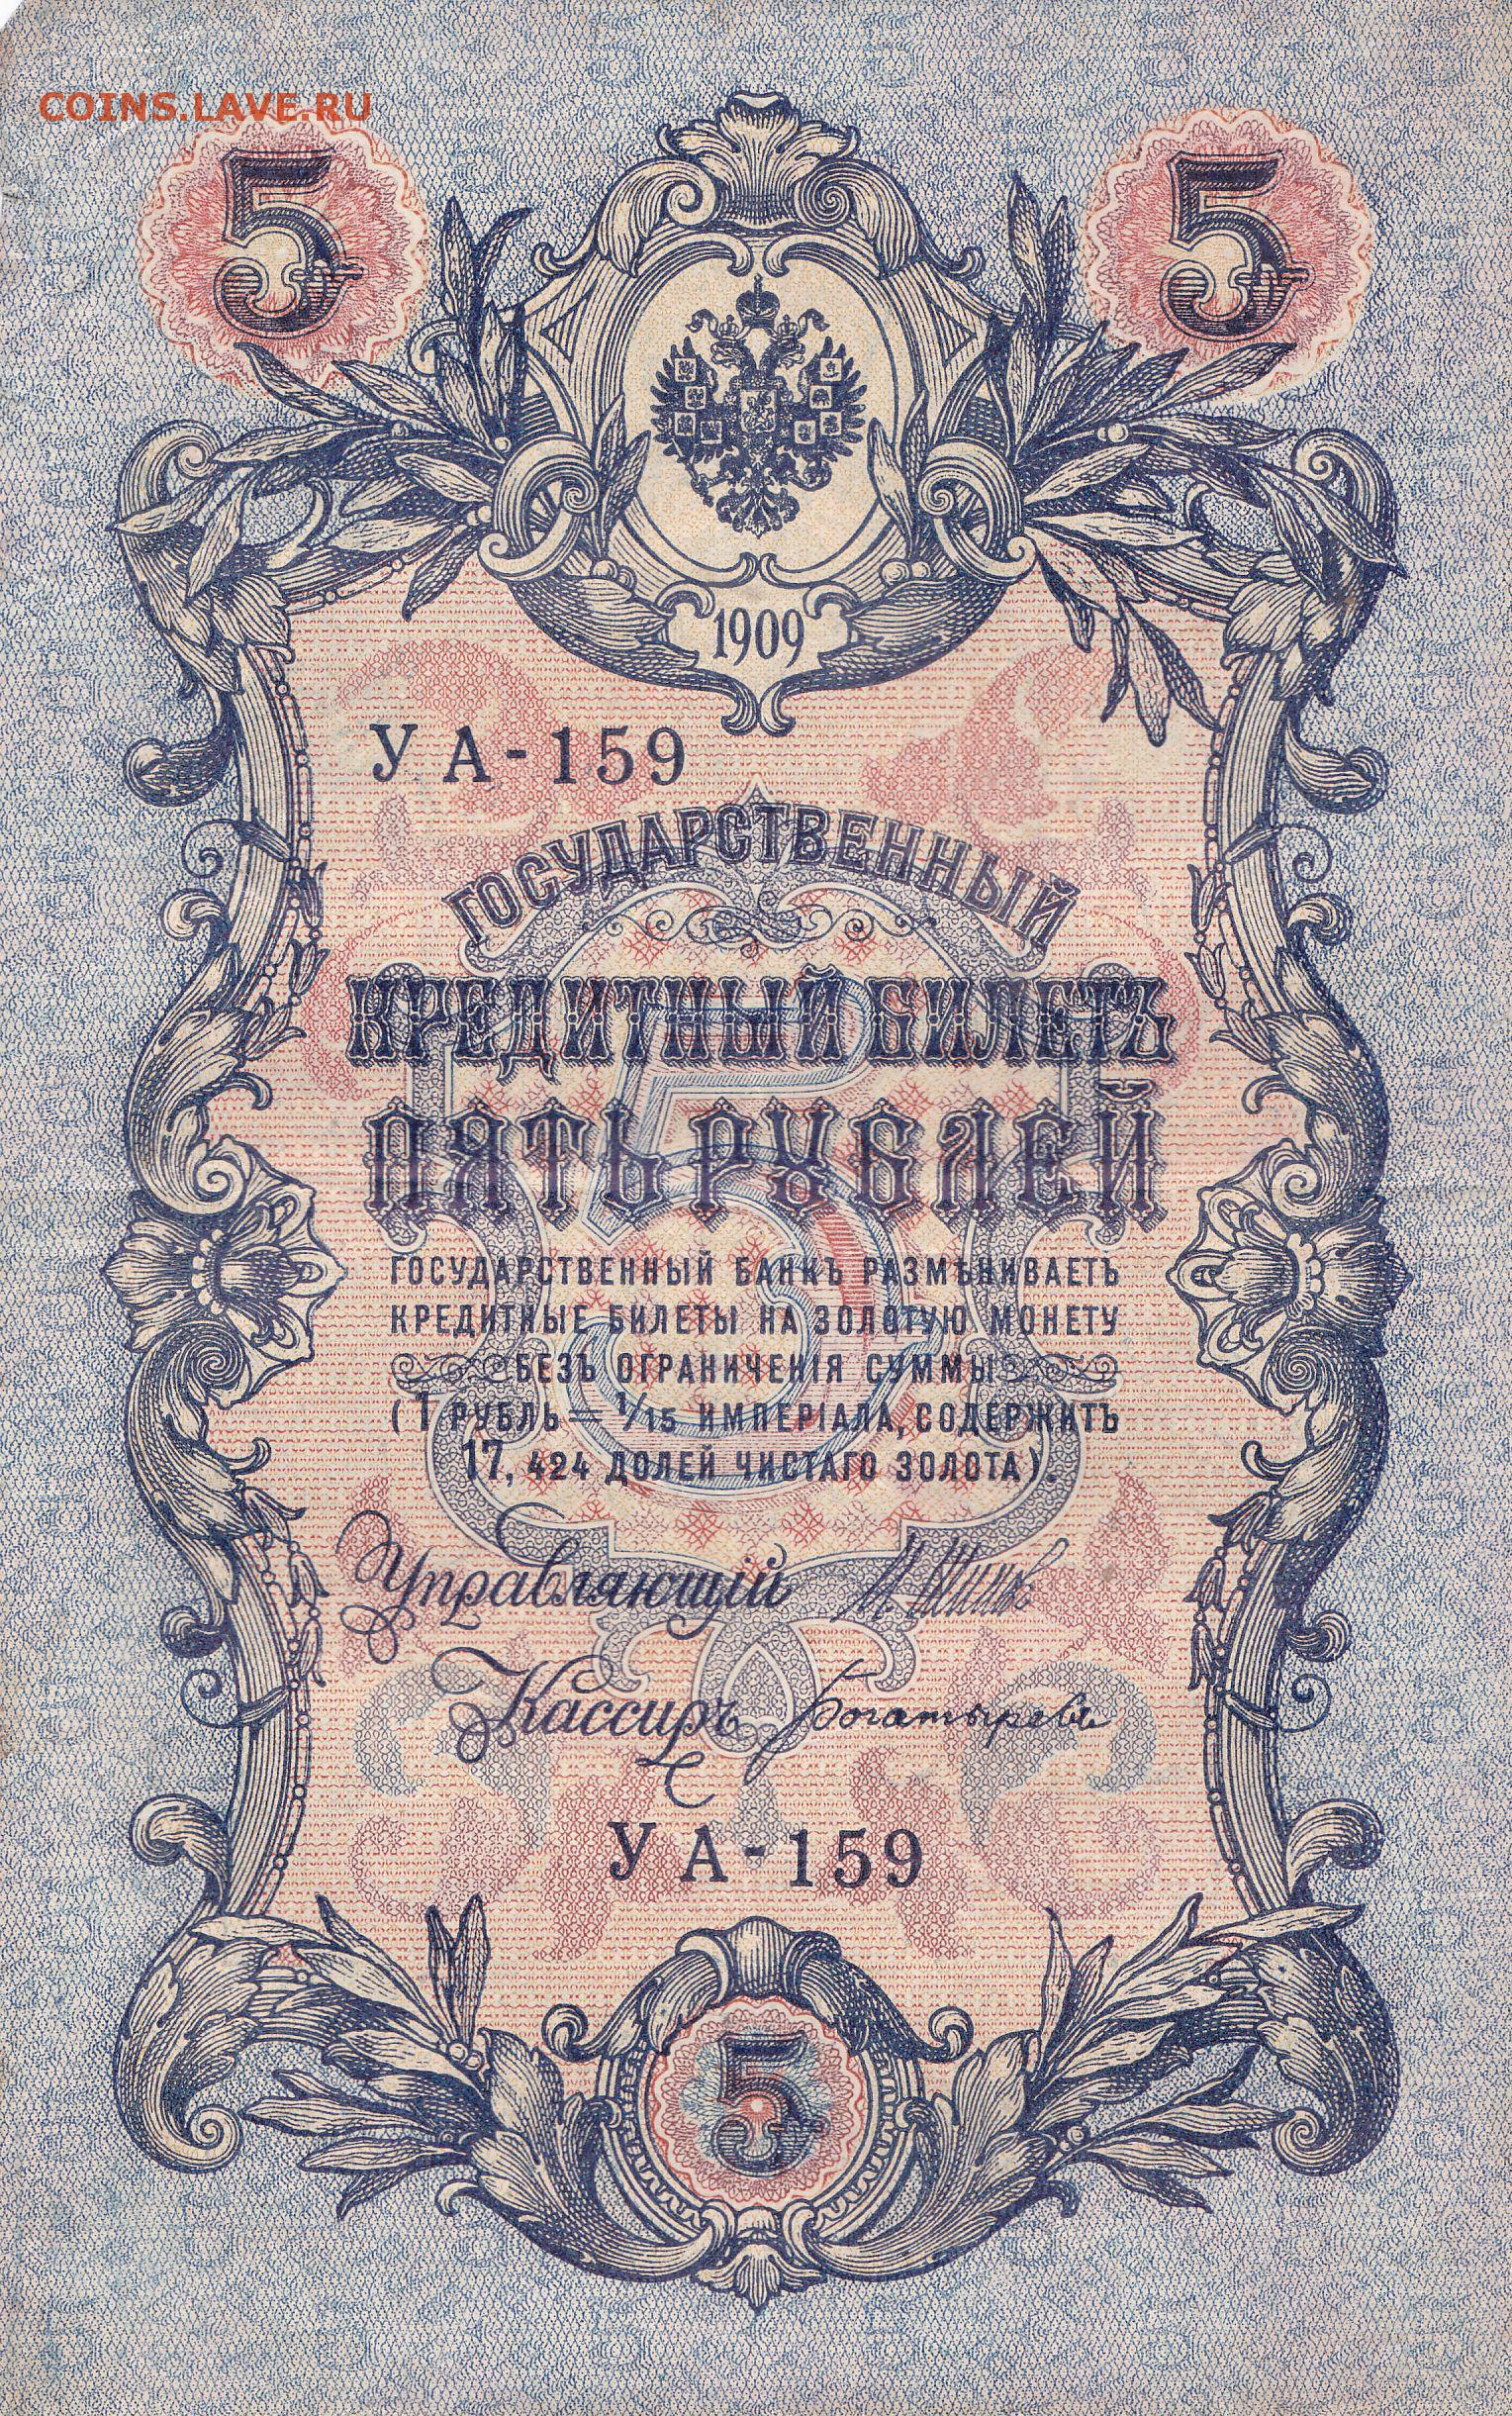 COINS.LAVE.RU
5 5
1909
УА-159
ГОСУДАРСТВЕННЫЙ
КРЕДИТНЫЙ БИЛЕТЪ
ПЯТЬ РУБЛЕЙ
ГОСУДАРСТВЕННЫЙ БАНКЪ РАЗМѢНИВАЕТЪ
КРЕДИТНЫЕ БИЛЕТЫ НА ЗОЛОТУЮ МОНЕТУ
БЕЗЪ ОГРАНИЧЕНІЯ СУММЫ
(1 РУБЛЬ = 1/15 ИМПЕРІАЛА, СОДЕРЖИТЪ
17, 424 ДОЛЕЙ ЧИСТАГО ЗОЛОТА).
Управляющій И. Шиповъ
Кассиръ Богатыревъ
УА-159
5